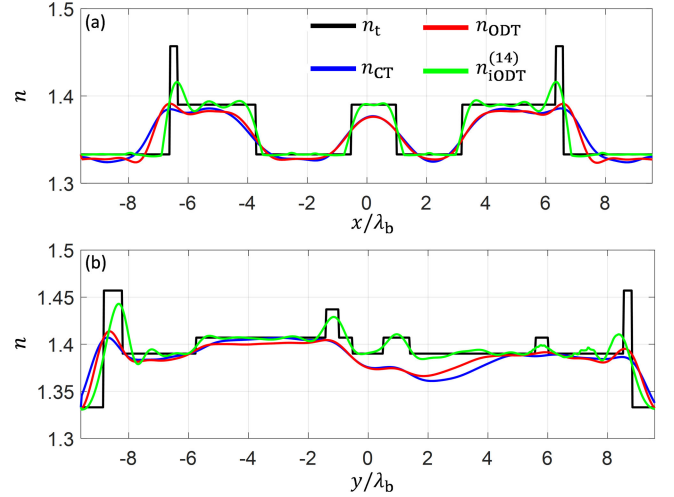 (a)
n_t
n_ODT
n_CT
n_iODT^(14)
n
1.5
1.4
1.3
-8 -6 -4 -2 0 2 4 6 8
x/λ_b
(b)
n
1.5
1.45
1.4
1.35
1.3
-8 -6 -4 -2 0 2 4 6 8
y/λ_b